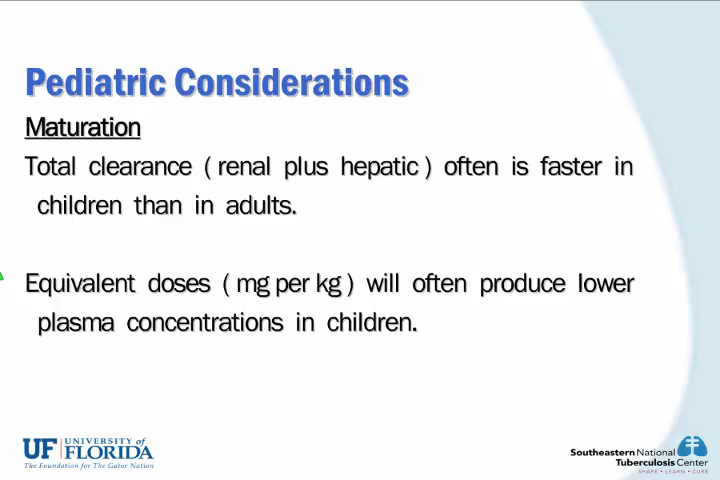 Pediatric Considerations
Maturation
Total clearance (renal plus hepatic) often is faster in
children than in adults.
Equivalent doses (mg per kg) will often produce lower
plasma concentrations in children.
UF UNIVERSITY of
FLORIDA
The Foundation for The Gator Nation
Southeastern National
Tuberculosis Center
SHARE • LEARN • CURE